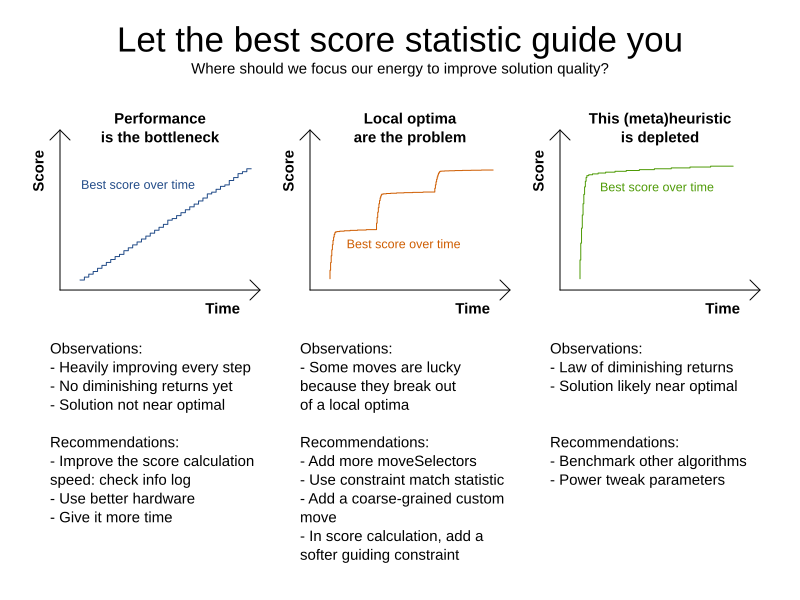 Let the best score statistic guide you
Where should we focus our energy to improve solution quality?
Performance
is the bottleneck
Score
Best score over time
Time
Observations:
- Heavily improving every step
- No diminishing returns yet
- Solution not near optimal
Recommendations:
- Improve the score calculation
speed: check info log
- Use better hardware
- Give it more time
Local optima
are the problem
Score
Best score over time
Time
Observations:
- Some moves are lucky
because they break out
of a local optima
Recommendations:
- Add more moveSelectors
- Use constraint match statistic
- Add a coarse-grained custom
move
- In score calculation, add a
softer guiding constraint
This (meta)heuristic
is depleted
Score
Best score over time
Time
Observations:
- Law of diminishing returns
- Solution likely near optimal
Recommendations:
- Benchmark other algorithms
- Power tweak parameters